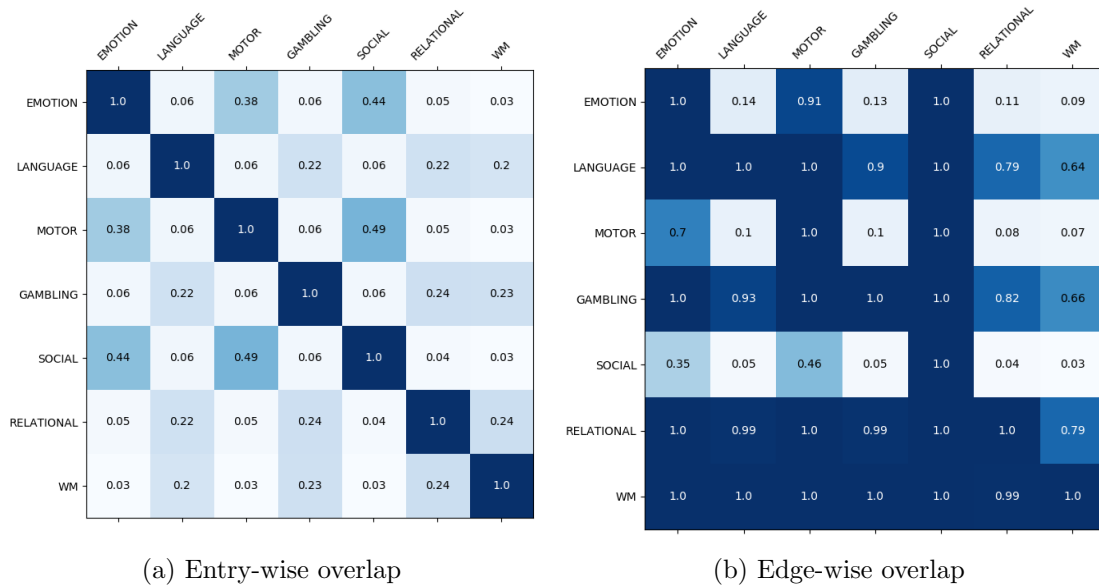 EMOTION LANGUAGE MOTOR GAMBLING SOCIAL RELATIONAL WM
EMOTION 1.0 0.06 0.38 0.06 0.44 0.05 0.03
LANGUAGE 0.06 1.0 0.06 0.22 0.06 0.22 0.2
MOTOR 0.38 0.06 1.0 0.06 0.49 0.05 0.03
GAMBLING 0.06 0.22 0.06 1.0 0.06 0.24 0.23
SOCIAL 0.44 0.06 0.49 0.06 1.0 0.04 0.03
RELATIONAL 0.05 0.22 0.05 0.24 0.04 1.0 0.24
WM 0.03 0.2 0.03 0.23 0.03 0.24 1.0
(a) Entry-wise overlap
EMOTION LANGUAGE MOTOR GAMBLING SOCIAL RELATIONAL WM
EMOTION 1.0 0.14 0.91 0.13 1.0 0.11 0.09
LANGUAGE 1.0 1.0 1.0 0.9 1.0 0.79 0.64
MOTOR 0.7 0.1 1.0 0.1 1.0 0.08 0.07
GAMBLING 1.0 0.93 1.0 1.0 1.0 0.82 0.66
SOCIAL 0.35 0.05 0.46 0.05 1.0 0.04 0.03
RELATIONAL 1.0 0.99 1.0 0.99 1.0 1.0 0.79
WM 1.0 1.0 1.0 1.0 1.0 0.99 1.0
(b) Edge-wise overlap